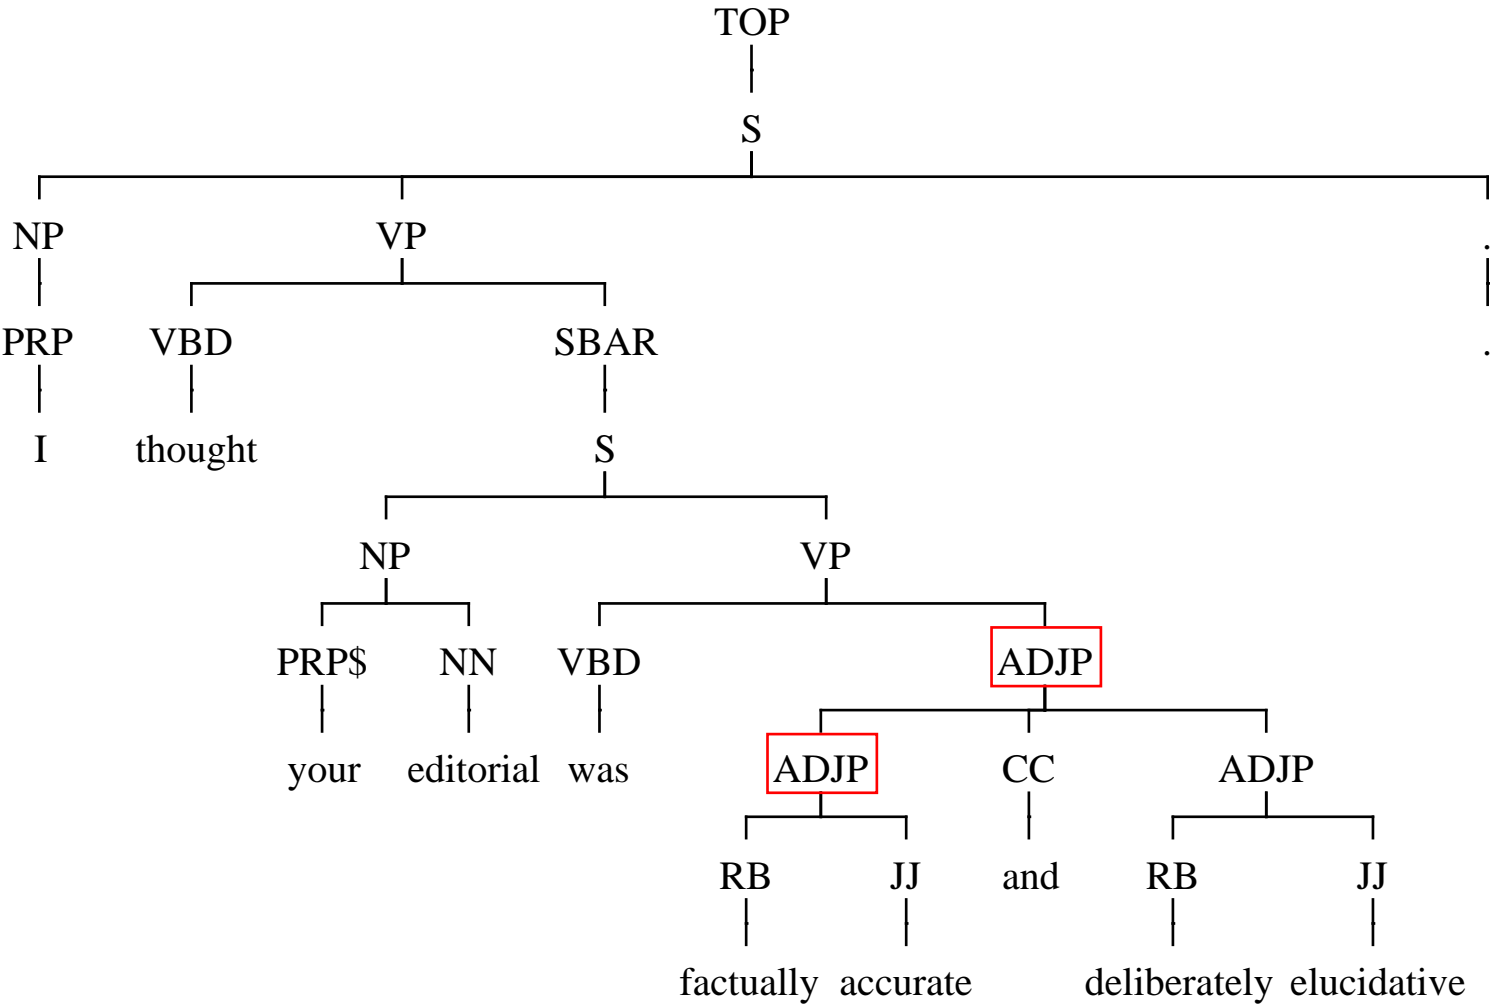 TOP
S
NP VP .
PRP VBD SBAR .
I thought S
NP VP
PRP$ NN VBD ADJP
your editorial was ADJP CC ADJP
RB JJ and RB JJ
factually accurate deliberately elucidative